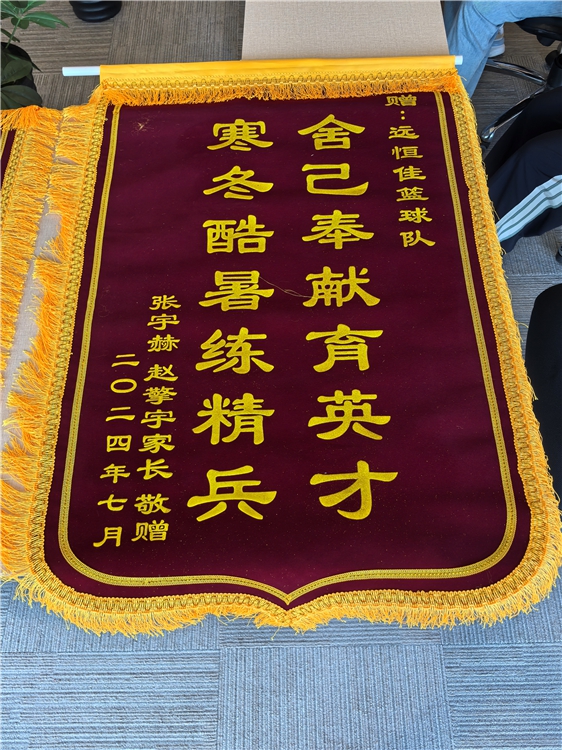 赠：远恒佳篮球队
舍己奉献育英才
寒冬酷暑练精兵
张宇赫 赵擎宇家长 敬赠
二〇二四年七月